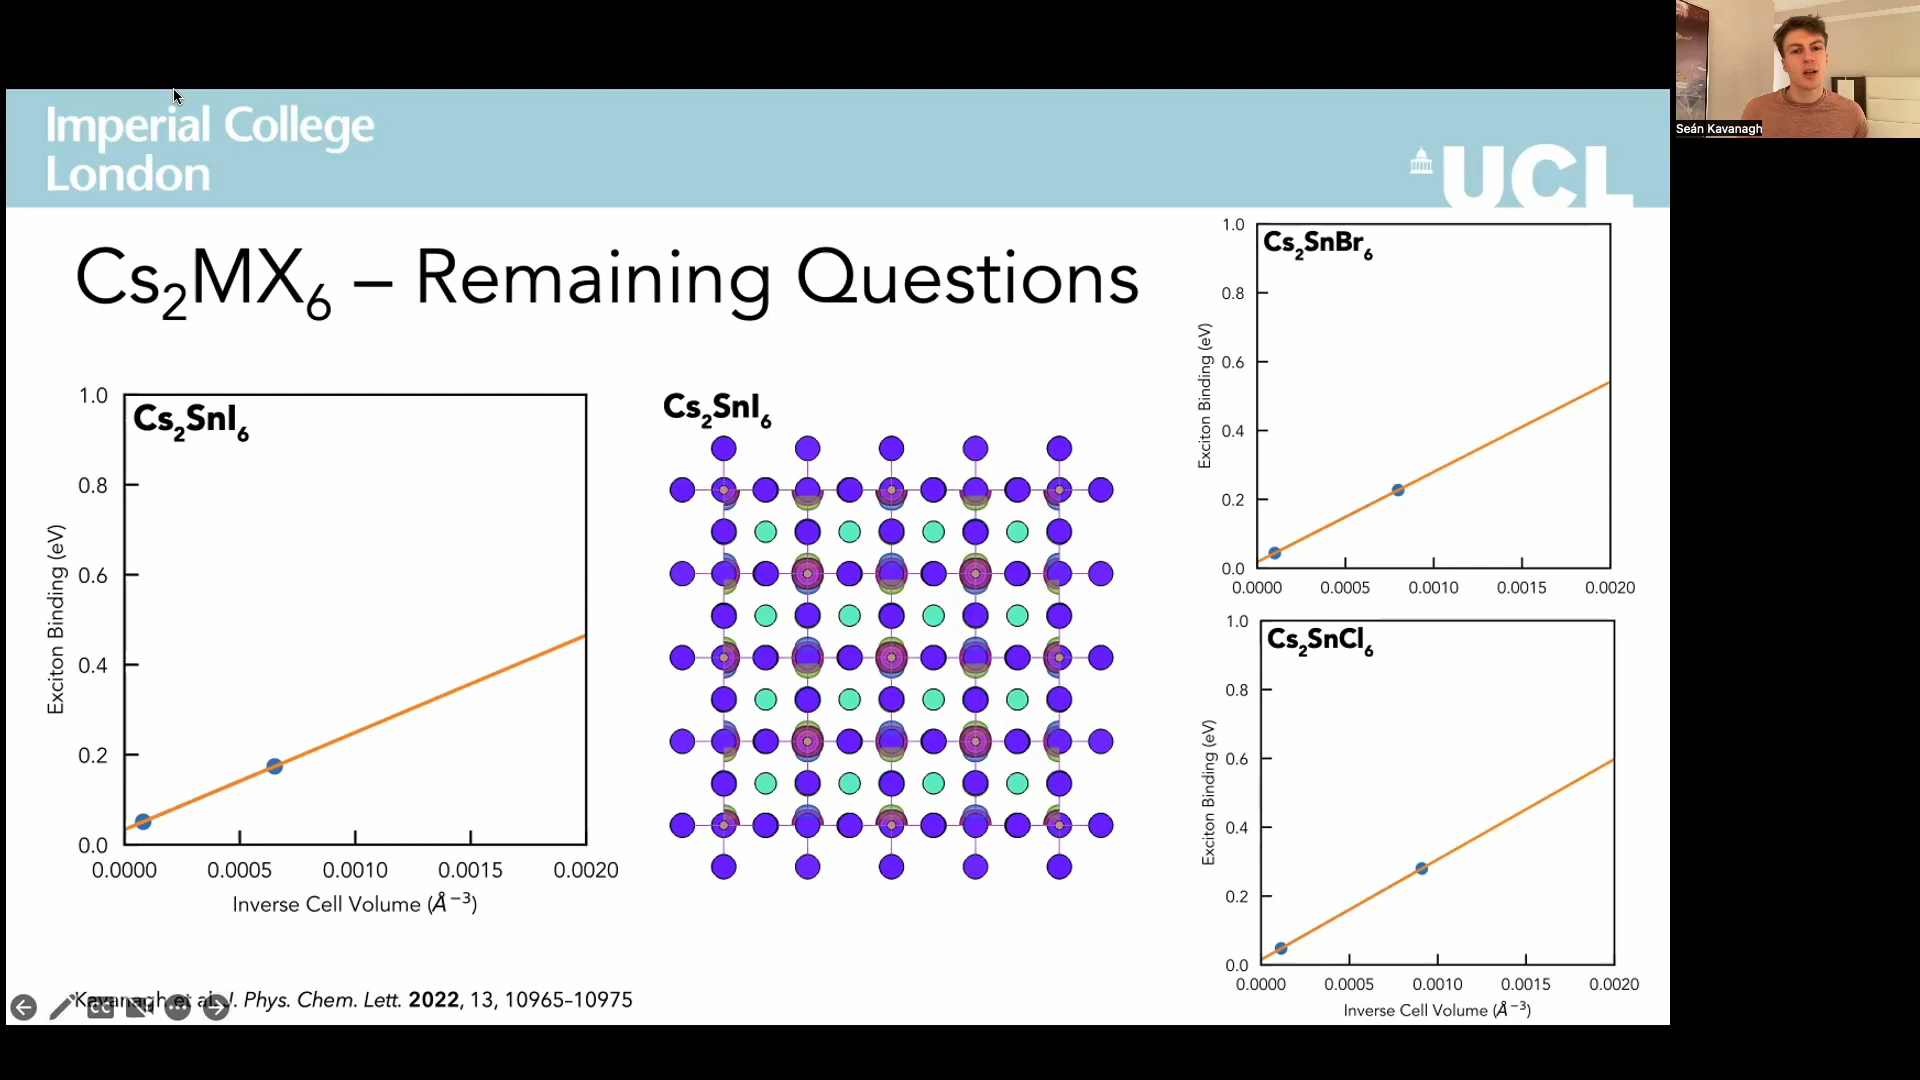 Imperial College
London
UCL
Seán Kavanagh
Cs₂MX₆ – Remaining Questions
Cs₂SnI₆
1.0
0.8
0.6
0.4
0.2
0.0
Exciton Binding (eV)
0.0000 0.0005 0.0010 0.0015 0.0020
Inverse Cell Volume (Å⁻³)
Cs₂SnI₆
Cs₂SnBr₆
1.0
0.8
0.6
0.4
0.2
0.0
Exciton Binding (eV)
0.0000 0.0005 0.0010 0.0015 0.0020
Cs₂SnCl₆
1.0
0.8
0.6
0.4
0.2
0.0
Exciton Binding (eV)
0.0000 0.0005 0.0010 0.0015 0.0020
Inverse Cell Volume (Å⁻³)
Kavanagh et al. J. Phys. Chem. Lett. 2022, 13, 10965–10975
CC